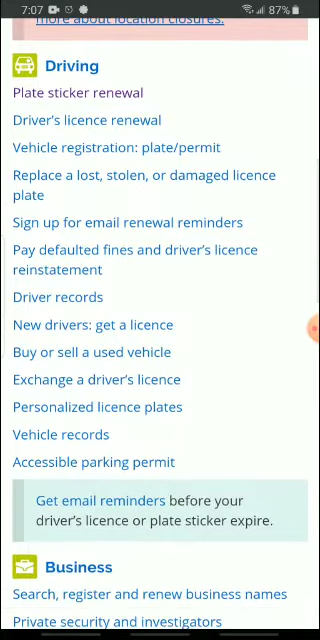 7:07 87%
more about location closures.
Driving
Plate sticker renewal
Driver's licence renewal
Vehicle registration: plate/permit
Replace a lost, stolen, or damaged licence
plate
Sign up for email renewal reminders
Pay defaulted fines and driver's licence
reinstatement
Driver records
New drivers: get a licence
Buy or sell a used vehicle
Exchange a driver's licence
Personalized licence plates
Vehicle records
Accessible parking permit
Get email reminders before your
driver's licence or plate sticker expire.
Business
Search, register and renew business names
Private security and investigators